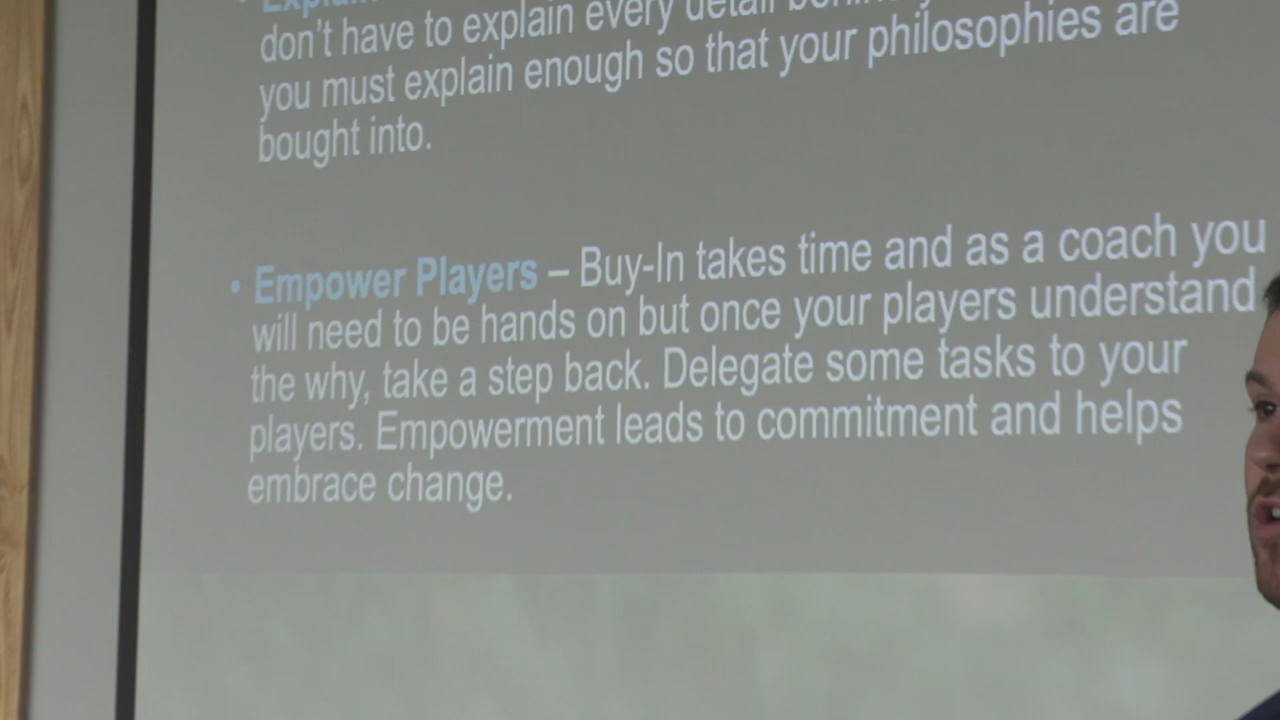 don't have to explain every detail
you must explain enough so that your philosophies are
bought into.
• Empower Players – Buy-In takes time and as a coach you
will need to be hands on but once your players understand
the why, take a step back. Delegate some tasks to your
players. Empowerment leads to commitment and helps
embrace change.